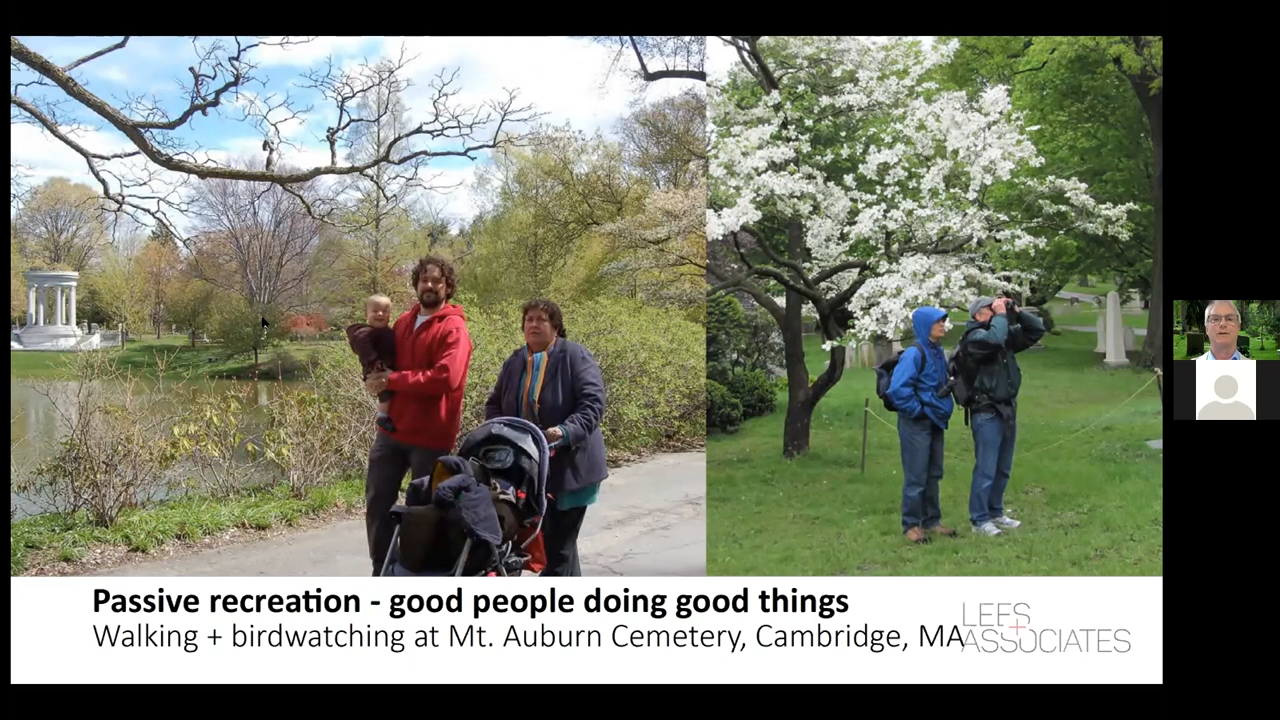 Passive recreation - good people doing good things
Walking + birdwatching at Mt. Auburn Cemetery, Cambridge, MA
LEES
+
ASSOCIATES